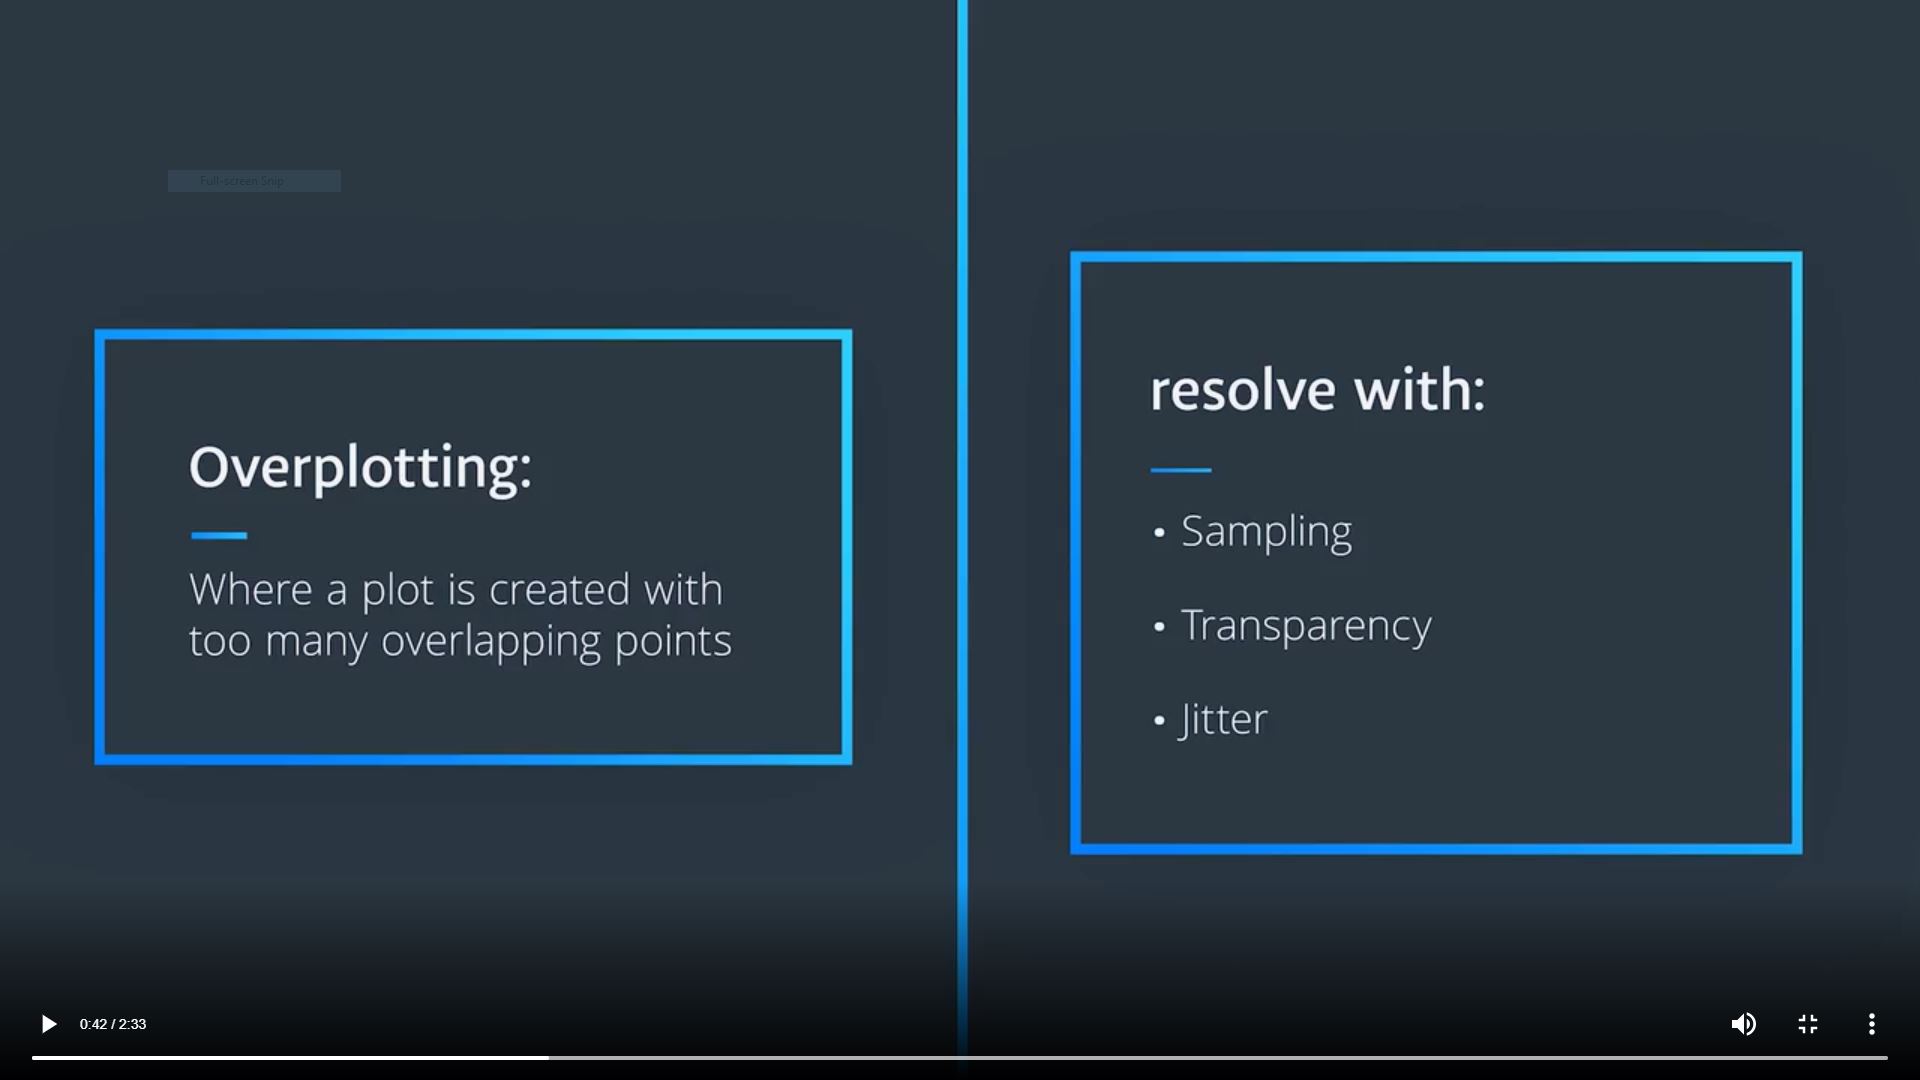 Full-screen Snip
Overplotting:
Where a plot is created with
too many overlapping points
resolve with:
• Sampling
• Transparency
• Jitter
0:42 / 2:33